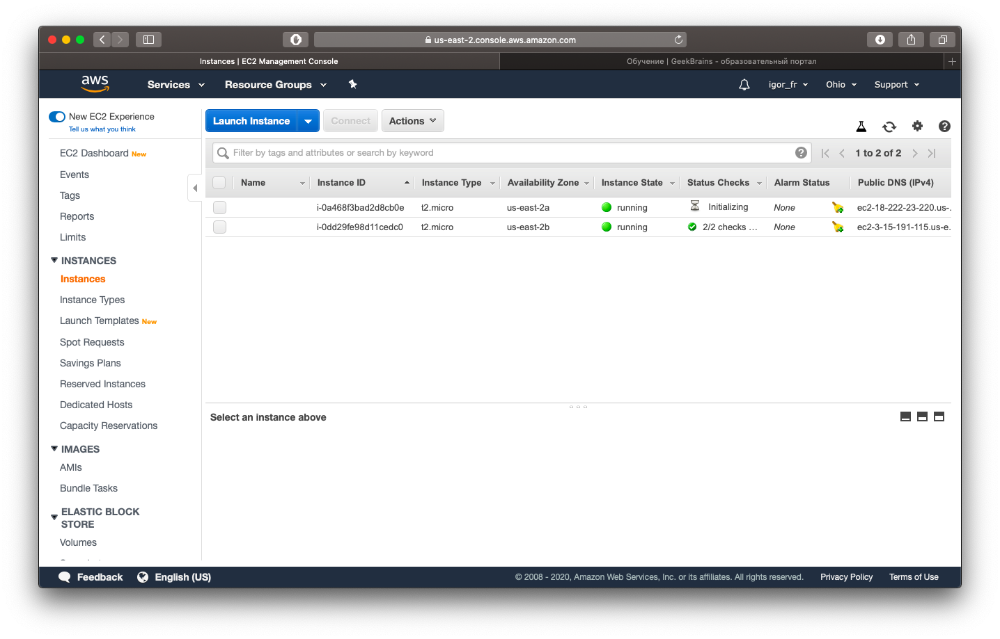 us-east-2.console.aws.amazon.com
Instances | EC2 Management Console
Обучение | GeekBrains - образовательный портал
aws
Services
Resource Groups
igor_fr
Ohio
Support
New EC2 Experience
Tell us what you think
EC2 Dashboard New
Events
Tags
Reports
Limits
INSTANCES
Instances
Instance Types
Launch Templates New
Spot Requests
Savings Plans
Reserved Instances
Dedicated Hosts
Capacity Reservations
IMAGES
AMIs
Bundle Tasks
ELASTIC BLOCK
STORE
Volumes
Launch Instance
Connect
Actions
Filter by tags and attributes or search by keyword
1 to 2 of 2
Name Instance ID Instance Type Availability Zone Instance State Status Checks Alarm Status Public DNS (IPv4)
i-0a468f3bad2d8cb0e t2.micro us-east-2a running Initializing None ec2-18-222-23-220.us-.
i-0dd29fe98d11cedc0 t2.micro us-east-2b running 2/2 checks ... None ec2-3-15-191-115.us-e.
Select an instance above
Feedback
English (US)
© 2008 - 2020, Amazon Web Services, Inc. or its affiliates. All rights reserved.
Privacy Policy
Terms of Use